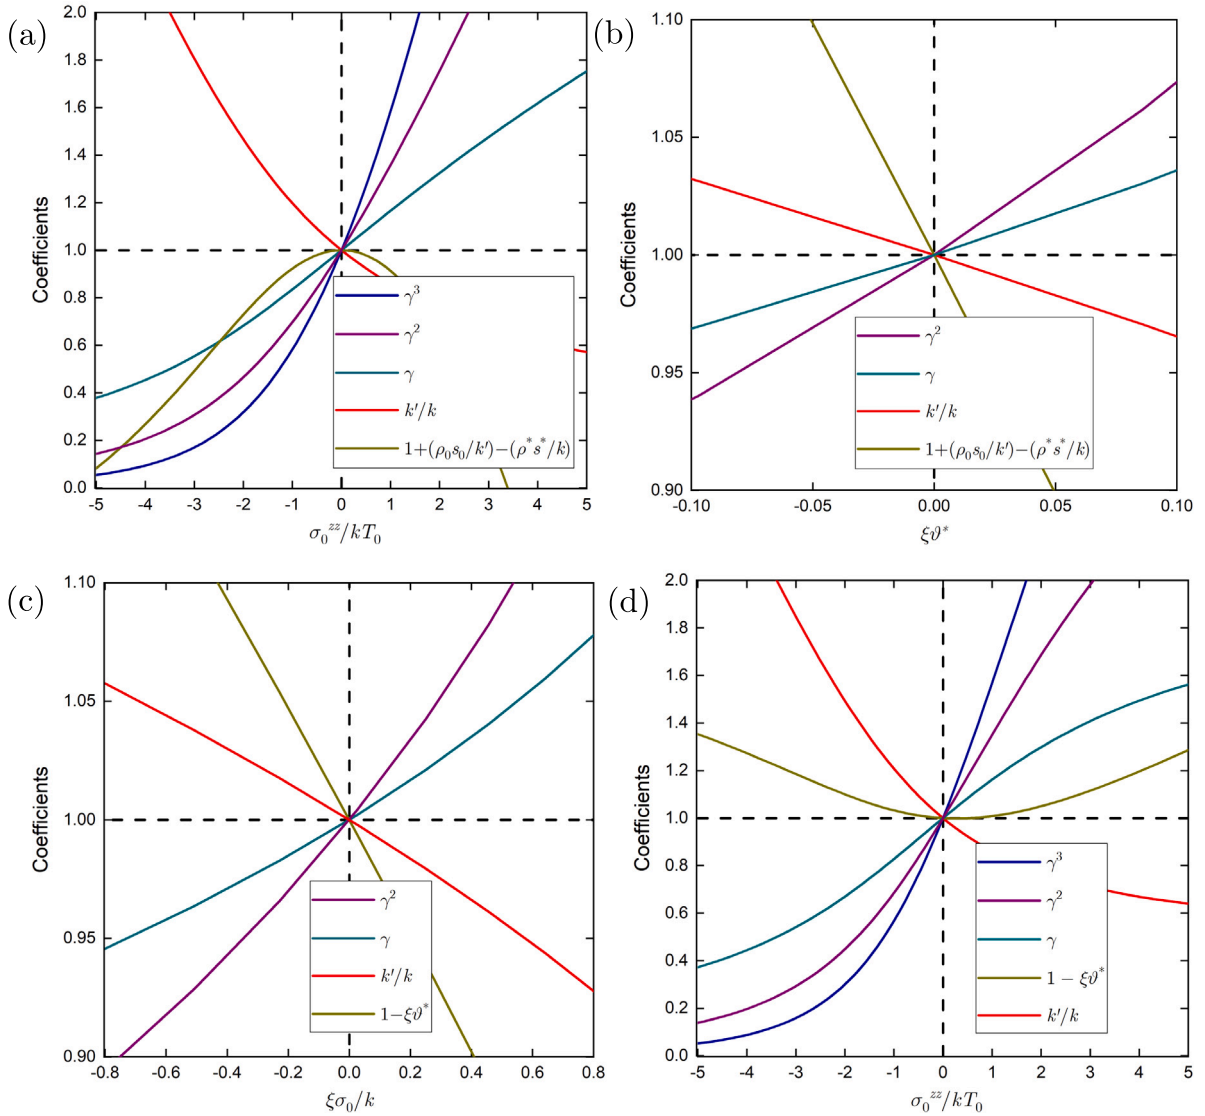 (a)
2.0
1.8
1.6
1.4
1.2
1.0
0.8
0.6
0.4
0.2
0.0
Coefficients
γ³
γ²
γ
k′/k
1+(ρ₀s₀/k′)−(ρ*s*/k)
-5 -4 -3 -2 -1 0 1 2 3 4 5
σ₀ᶻᶻ/kT₀
(b)
1.10
1.05
1.00
0.95
0.90
Coefficients
γ²
γ
k′/k
1+(ρ₀s₀/k′)−(ρ*s*/k)
-0.10 -0.05 0.00 0.05 0.10
ξϑ*
(c)
1.10
1.05
1.00
0.95
0.90
Coefficients
γ²
γ
k′/k
1−ξϑ*
-0.8 -0.6 -0.4 -0.2 0.0 0.2 0.4 0.6 0.8
ξσ₀/k
(d)
2.0
1.8
1.6
1.4
1.2
1.0
0.8
0.6
0.4
0.2
0.0
Coefficients
γ³
γ²
γ
1 − ξϑ*
k′/k
-5 -4 -3 -2 -1 0 1 2 3 4 5
σ₀ᶻᶻ/kT₀